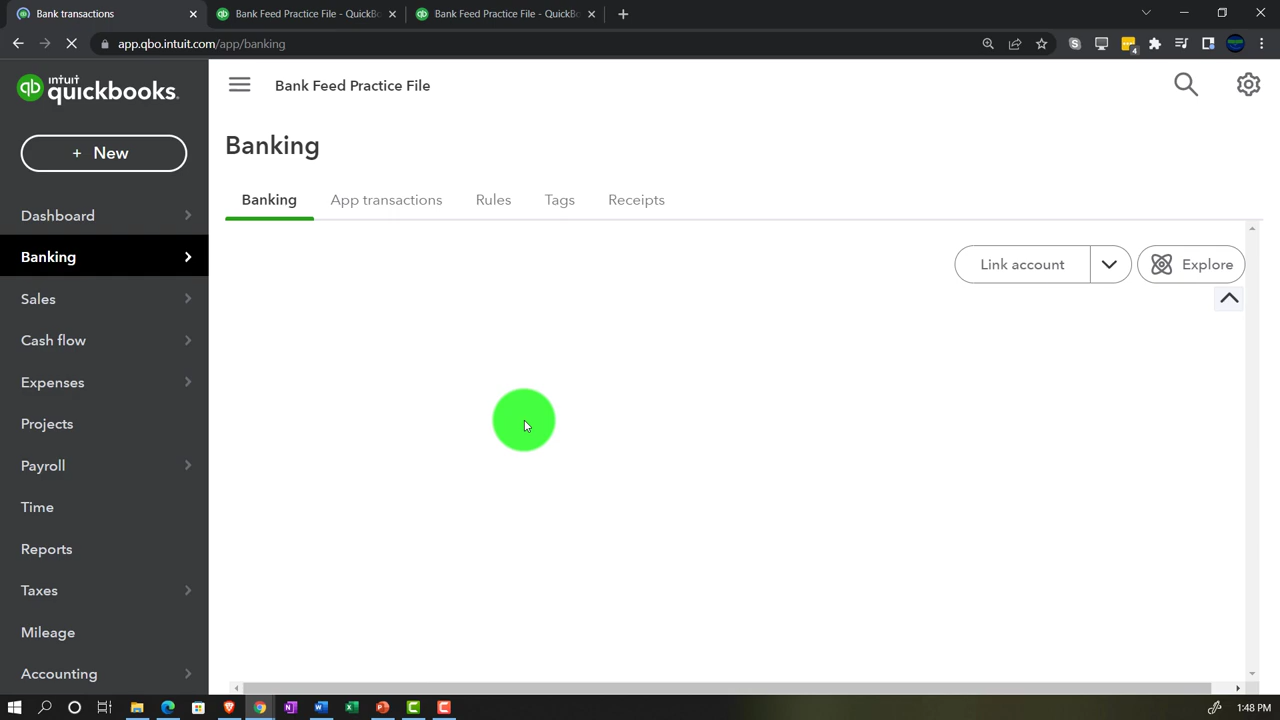 Bank transactions
Bank Feed Practice File - QuickBo
Bank Feed Practice File - QuickBo
app.qbo.intuit.com/app/banking
4
intuit
quickbooks.
qb
Bank Feed Practice File
+ New
Banking
Banking
App transactions
Rules
Tags
Receipts
Link account
Explore
Dashboard
Banking
Sales
Cash flow
Expenses
Projects
Payroll
Time
Reports
Taxes
Mileage
Accounting
1:48 PM